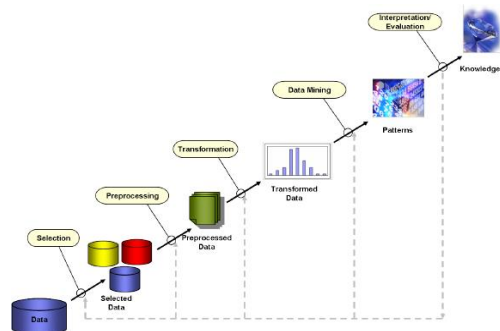 Interpretation/
Evaluation
Knowledge
Data Mining
Patterns
Transformation
Transformed
Data
Preprocessing
Preprocessed
Data
Selection
Selected
Data
Data